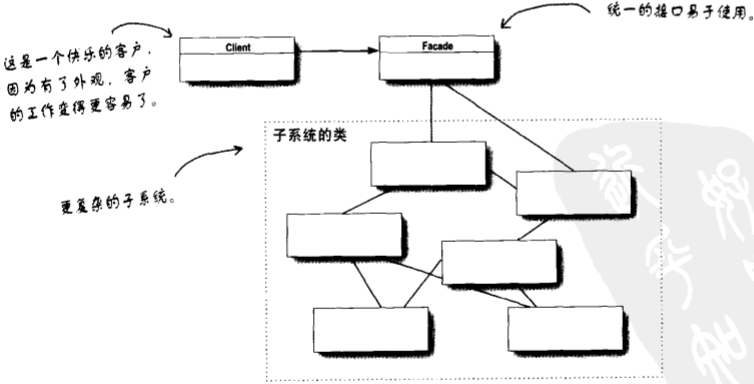 统一的接口易于使用。
Client
Facade
这是一个快乐的客户，
因为有了外观，客户
的工作变得更容易了。
子系统的类
更复杂的子系统。